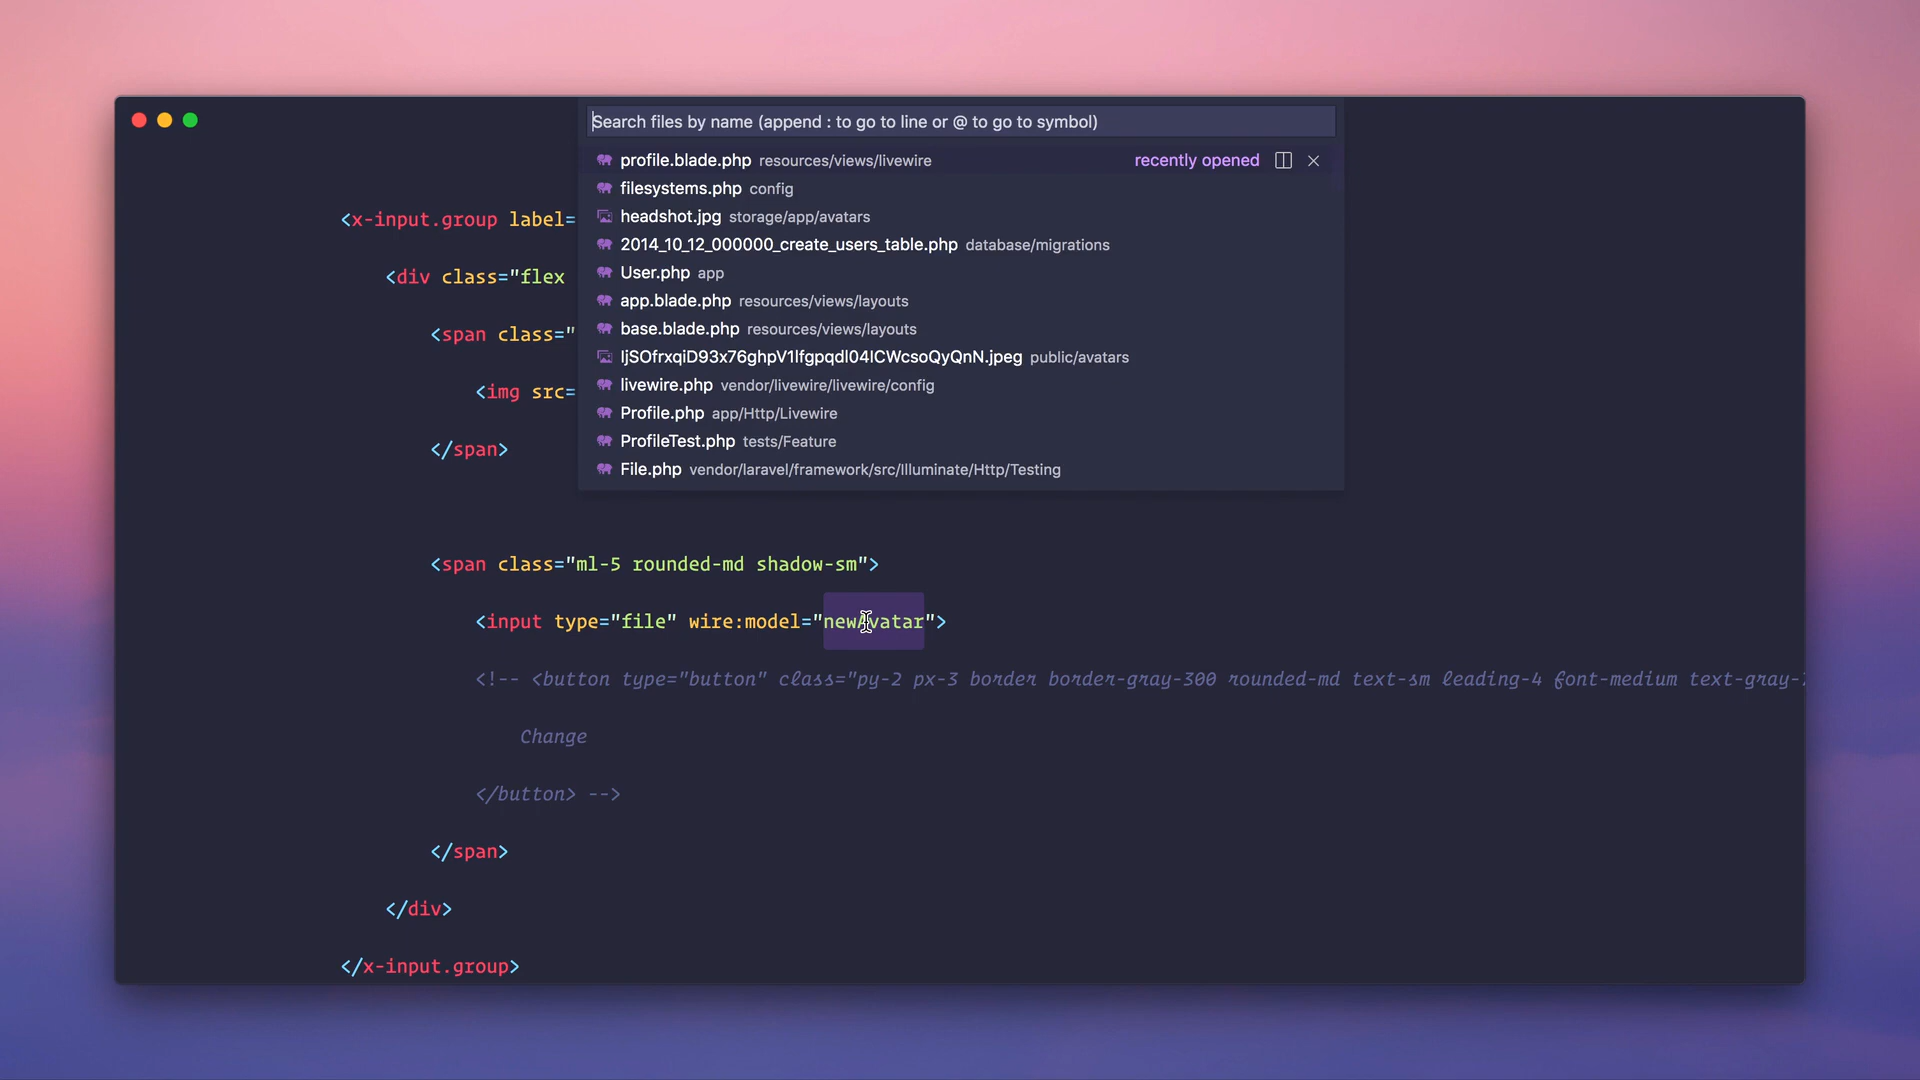 Search files by name (append : to go to line or @ to go to symbol)
profile.blade.php resources/views/livewire recently opened
filesystems.php config
headshot.jpg storage/app/avatars
2014_10_12_000000_create_users_table.php database/migrations
User.php app
app.blade.php resources/views/layouts
base.blade.php resources/views/layouts
livewire.php vendor/livewire/livewire/config
Profile.php app/Http/Livewire
ProfileTest.php tests/Feature
File.php vendor/laravel/framework/src/Illuminate/Http/Testing
<x-input.group label=
<div class="flex
<span class="
<img src=
</span>
<span class="ml-5 rounded-md shadow-sm">
<input type="file" wire:model="newAvatar">
<!-- <button type="button" class="py-2 px-3 border border-gray-300 rounded-md text-sm leading-4 font-medium text-gray-
Change
</button> -->
</span>
</div>
</x-input.group>